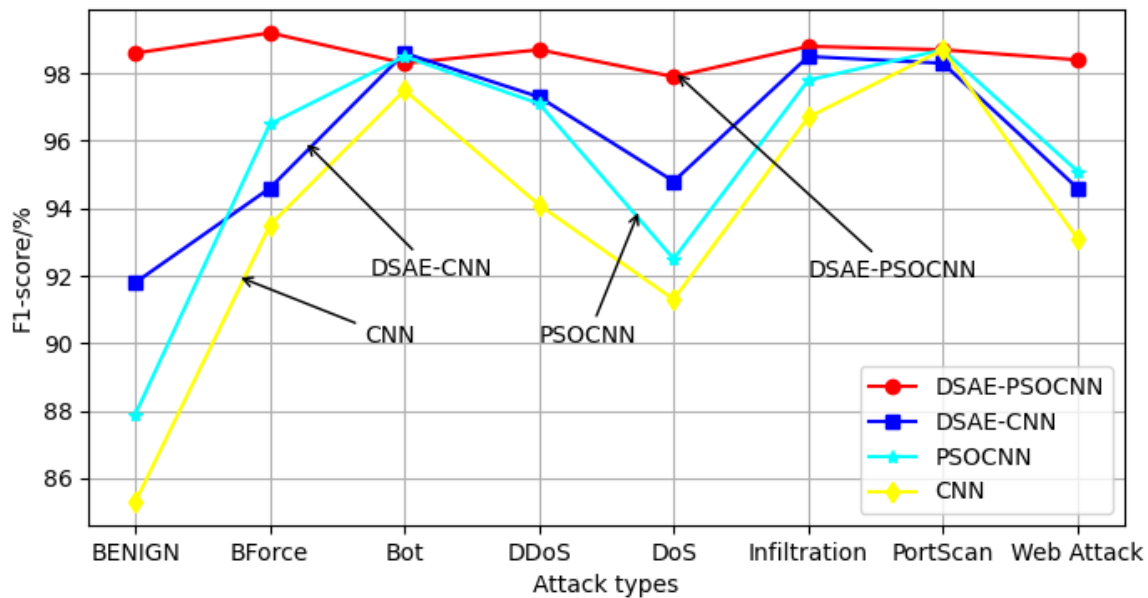 98
96
94
92
90
88
86
F1-score/%
DSAE-CNN
DSAE-PSOCNN
CNN
PSOCNN
DSAE-PSOCNN
DSAE-CNN
PSOCNN
CNN
BENIGN BForce Bot DDoS DoS Infiltration PortScan Web Attack
Attack types